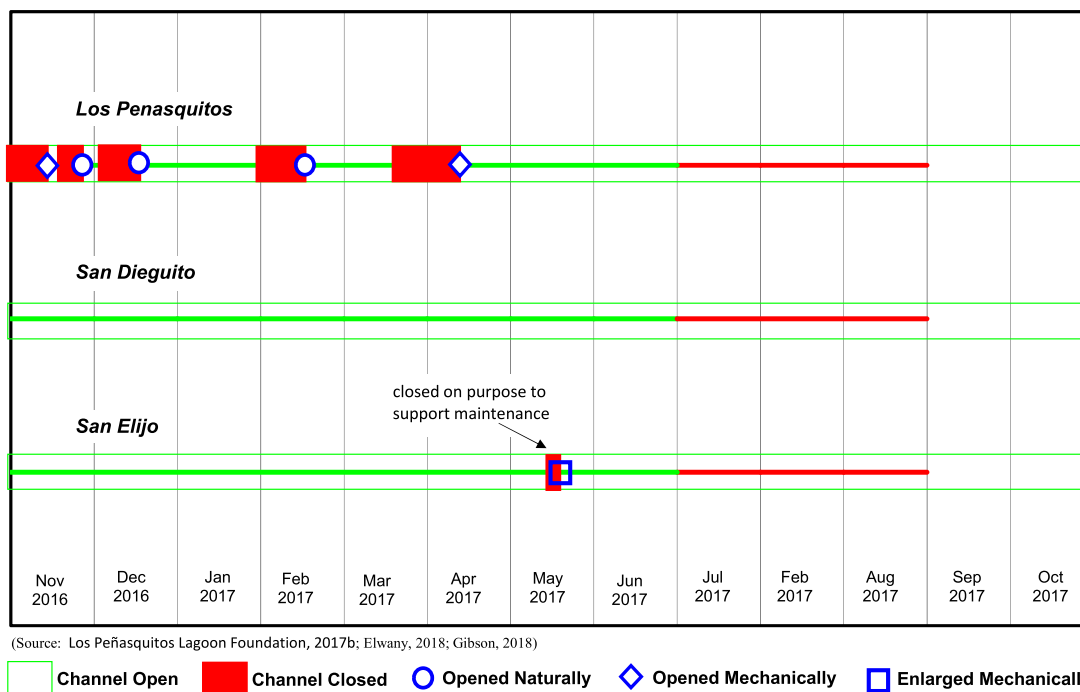 Los Penasquitos
San Dieguito
closed on purpose to
support maintenance
San Elijo
Nov Dec Jan Feb Mar Apr May Jun Jul Feb Aug Sep Oct
2016 2016 2017 2017 2017 2017 2017 2017 2017 2017 2017 2017 2017
(Source: Los Peñasquitos Lagoon Foundation, 2017b; Elwany, 2018; Gibson, 2018)
Channel Open Channel Closed Opened Naturally Opened Mechanically Enlarged Mechanicall